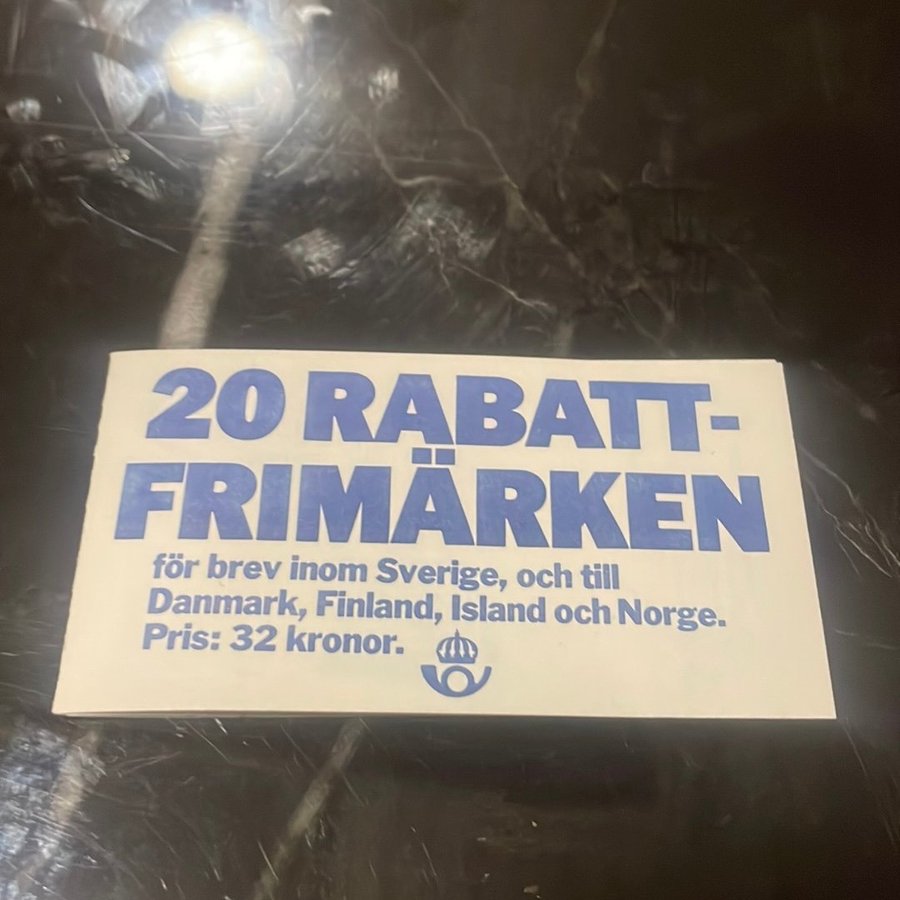 20 RABATT-
FRIMÄRKEN
för brev inom Sverige, och till
Danmark, Finland, Island och Norge.
Pris: 32 kronor.